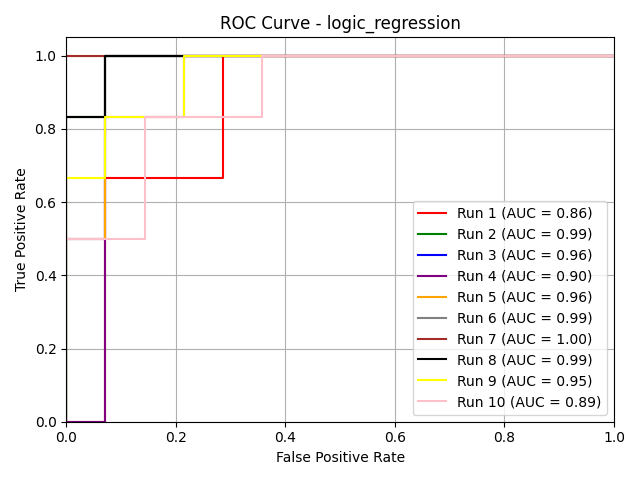 ROC Curve - logic_regression
True Positive Rate
1.0
0.8
0.6
0.4
0.2
0.0
Run 1 (AUC = 0.86)
Run 2 (AUC = 0.99)
Run 3 (AUC = 0.96)
Run 4 (AUC = 0.90)
Run 5 (AUC = 0.96)
Run 6 (AUC = 0.99)
Run 7 (AUC = 1.00)
Run 8 (AUC = 0.99)
Run 9 (AUC = 0.95)
Run 10 (AUC = 0.89)
0.0 0.2 0.4 0.6 0.8 1.0
False Positive Rate